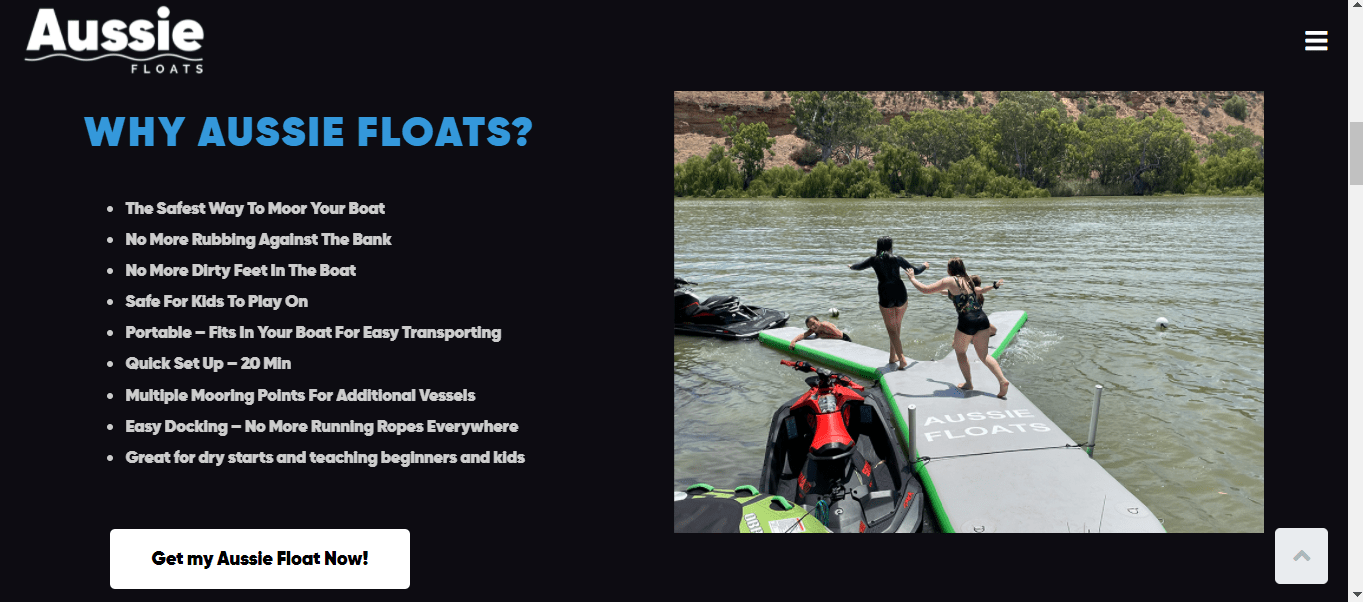 Aussie
FLOATS
WHY AUSSIE FLOATS?
The Safest Way To Moor Your Boat
No More Rubbing Against The Bank
No More Dirty Feet In The Boat
Safe For Kids To Play On
Portable – Fits In Your Boat For Easy Transporting
Quick Set Up – 20 Min
Multiple Mooring Points For Additional Vessels
Easy Docking – No More Running Ropes Everywhere
Great for dry starts and teaching beginners and kids
Get my Aussie Float Now!
AUSSIE
FLOATS